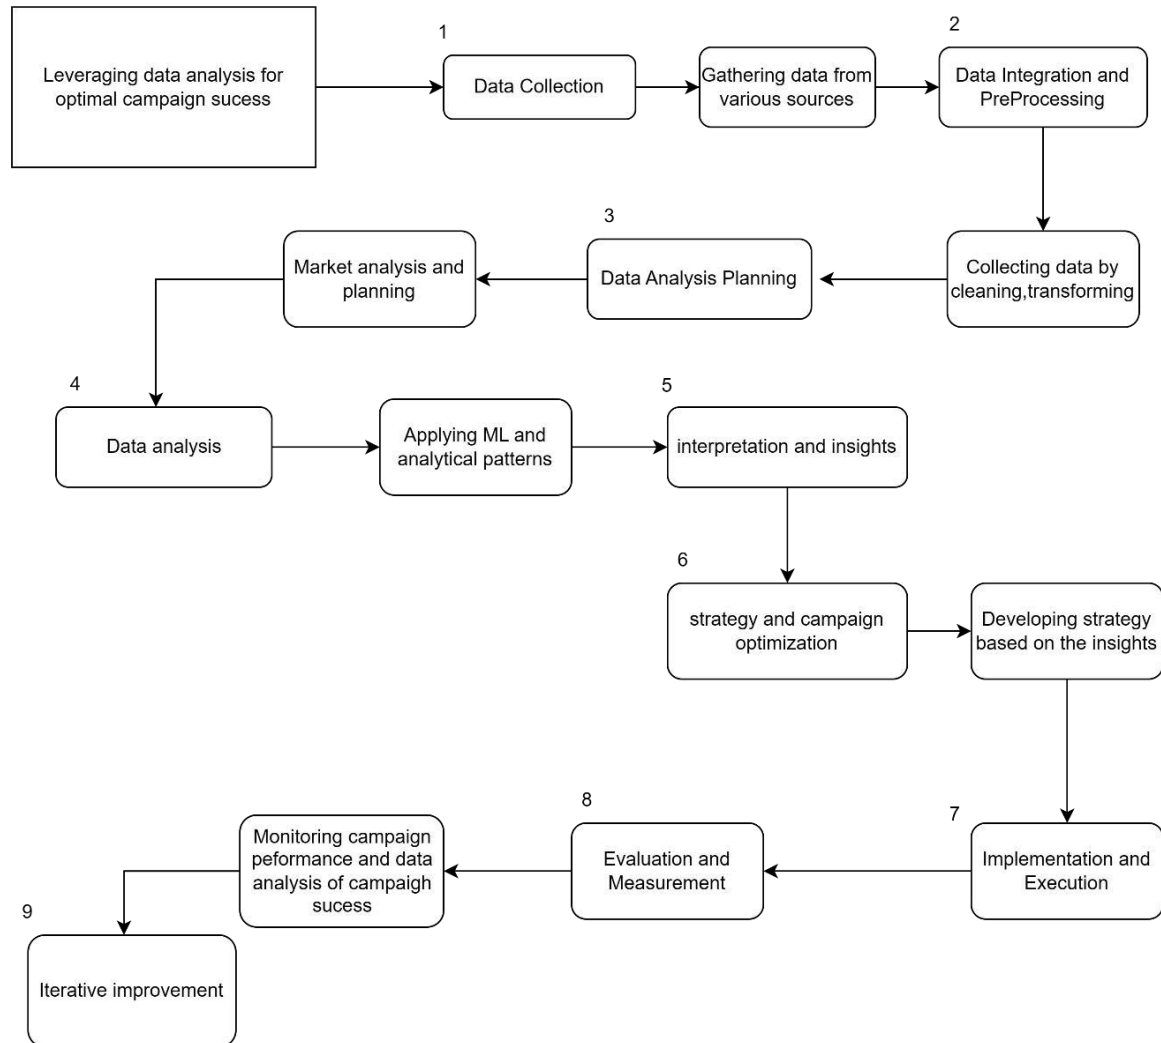 1
2
Leveraging data analysis for
optimal campaign sucess
Data Collection
Gathering data from
various sources
Data Integration and
PreProcessing
3
Market analysis and
planning
Data Analysis Planning
Collecting data by
cleaning,transforming
4
5
Data analysis
Applying ML and
analytical patterns
interpretation and insights
6
strategy and campaign
optimization
Developing strategy
based on the insights
8
7
Monitoring campaign
peformance and data
analysis of campaigh
sucess
Evaluation and
Measurement
Implementation and
Execution
9
Iterative improvement